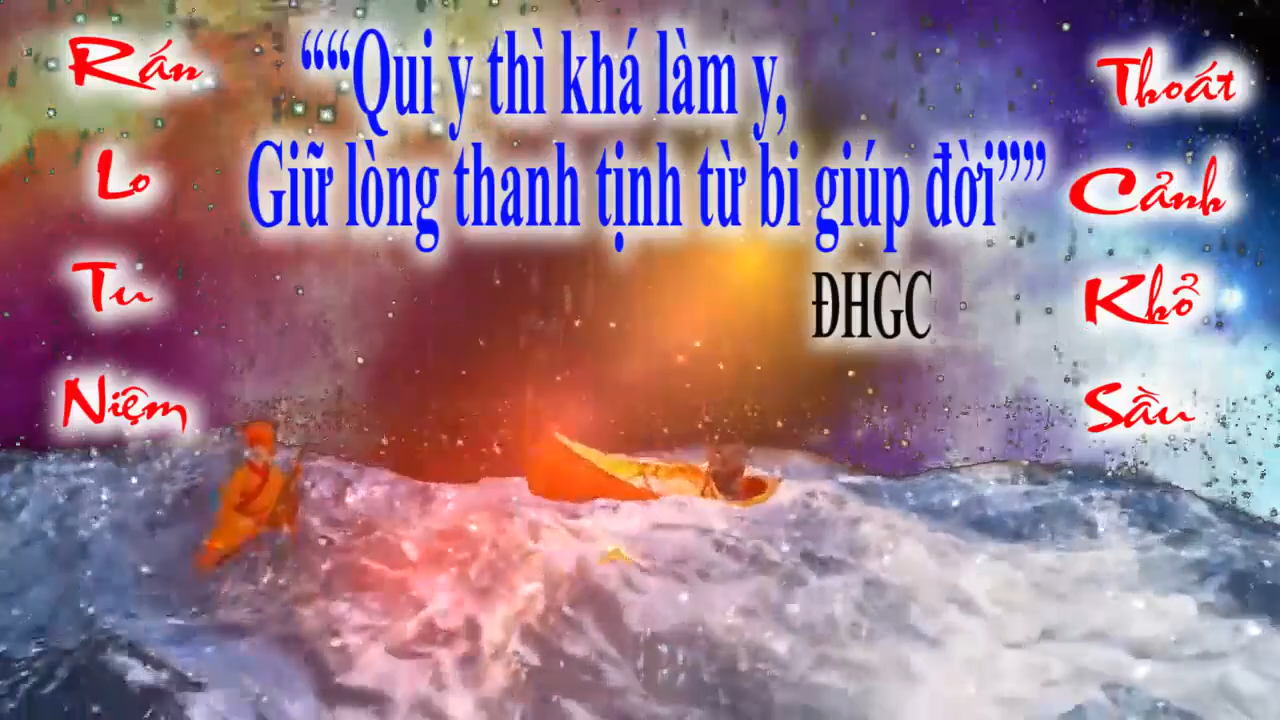 Rấn
Lo
Tu
Niệm
““Qui y thì khá làm y,
Giữ lòng thanh tịnh từ bi giúp đời””
ĐHGC
Thoát
Cảnh
Khổ
Sầu